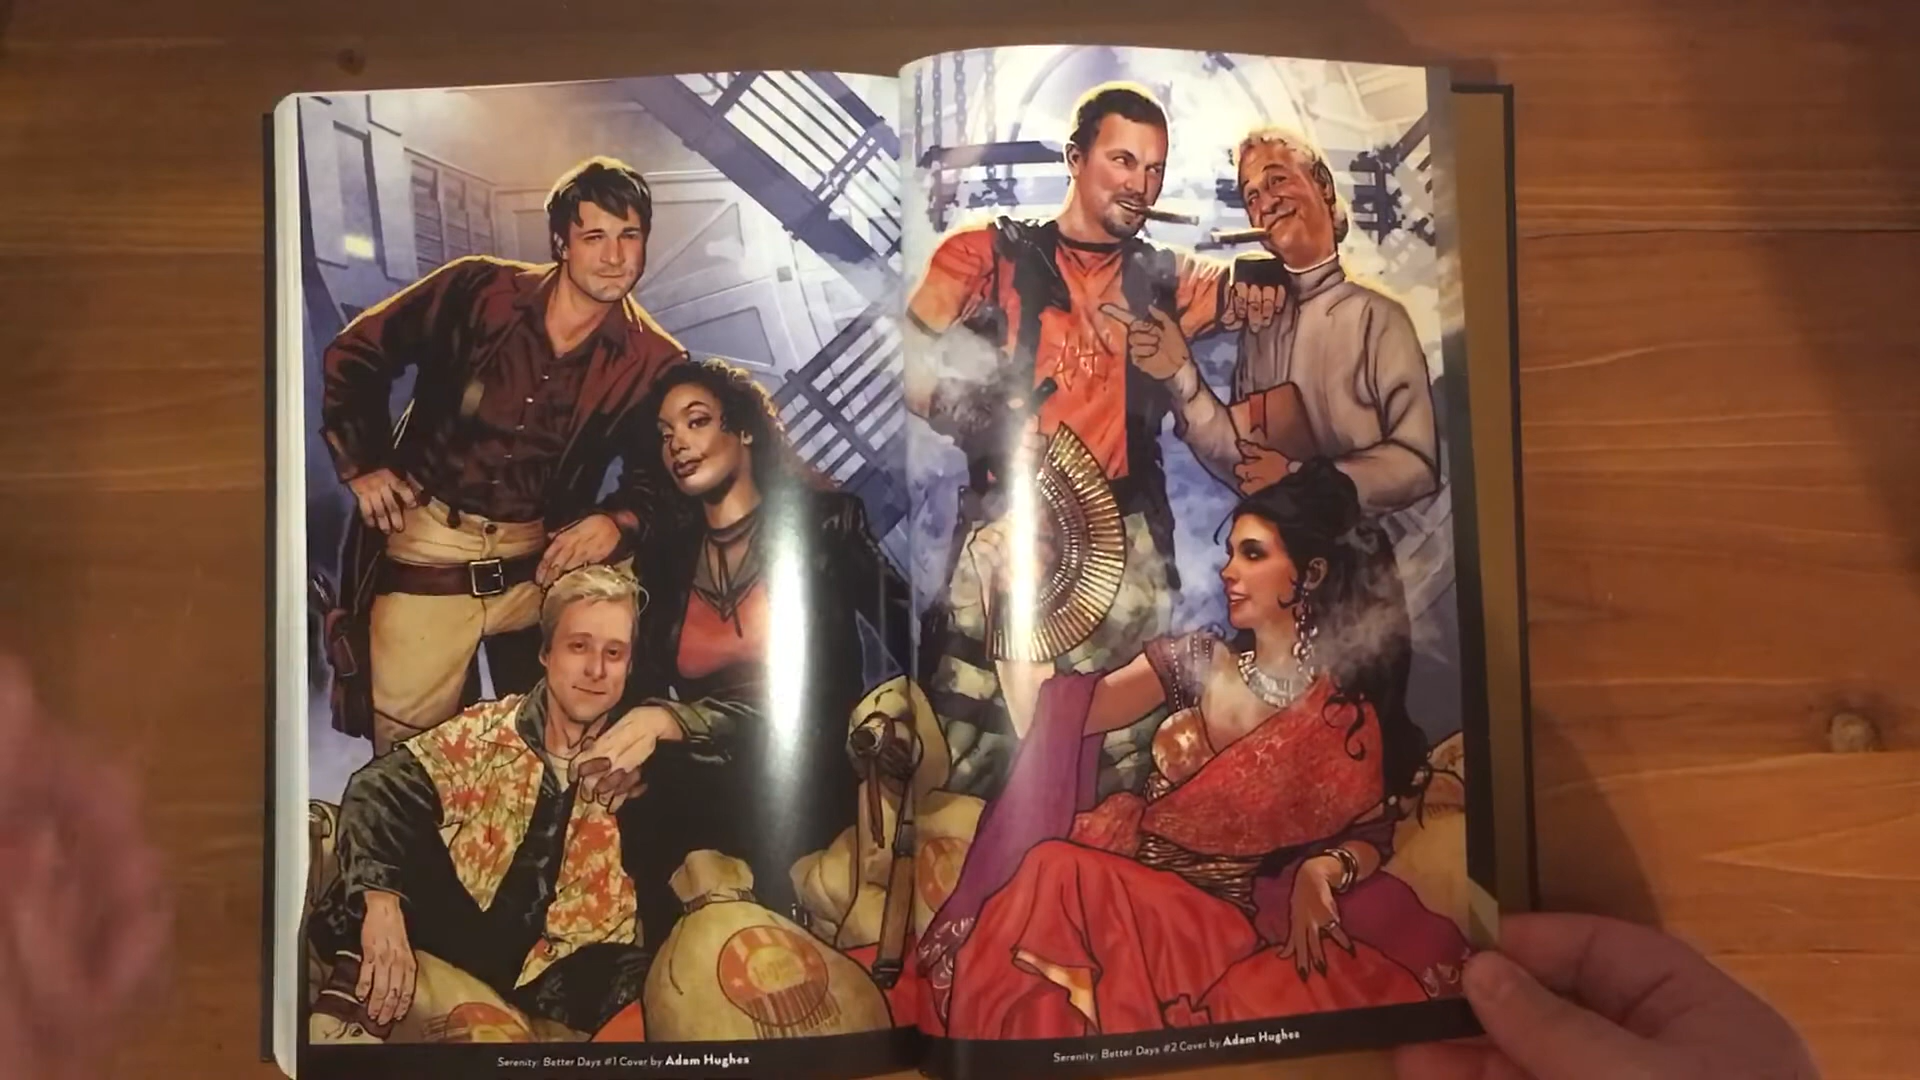 Serenity: Better Days #1 Cover by Adam Hughes
Serenity: Better Days #2 Cover by Adam Hughes